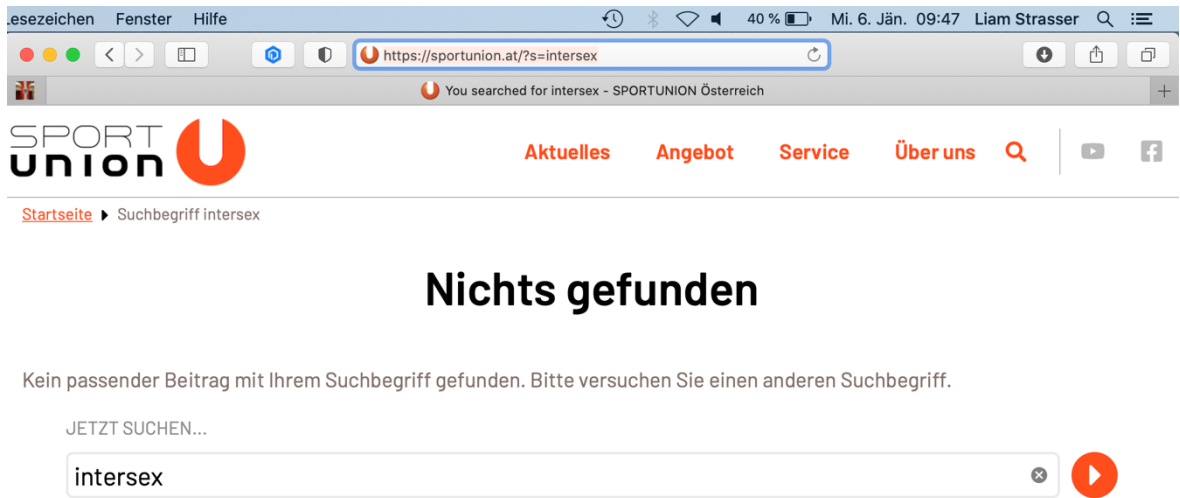 Lesezeichen Fenster Hilfe 40 % Mi. 6. Jän. 09:47 Liam Strasser
https://sportunion.at/?s=intersex
You searched for intersex - SPORTUNION Österreich
SPORT
union
Aktuelles Angebot Service Über uns
Startseite Suchbegriff intersex
Nichts gefunden
Kein passender Beitrag mit Ihrem Suchbegriff gefunden. Bitte versuchen Sie einen anderen Suchbegriff.
JETZT SUCHEN...
intersex